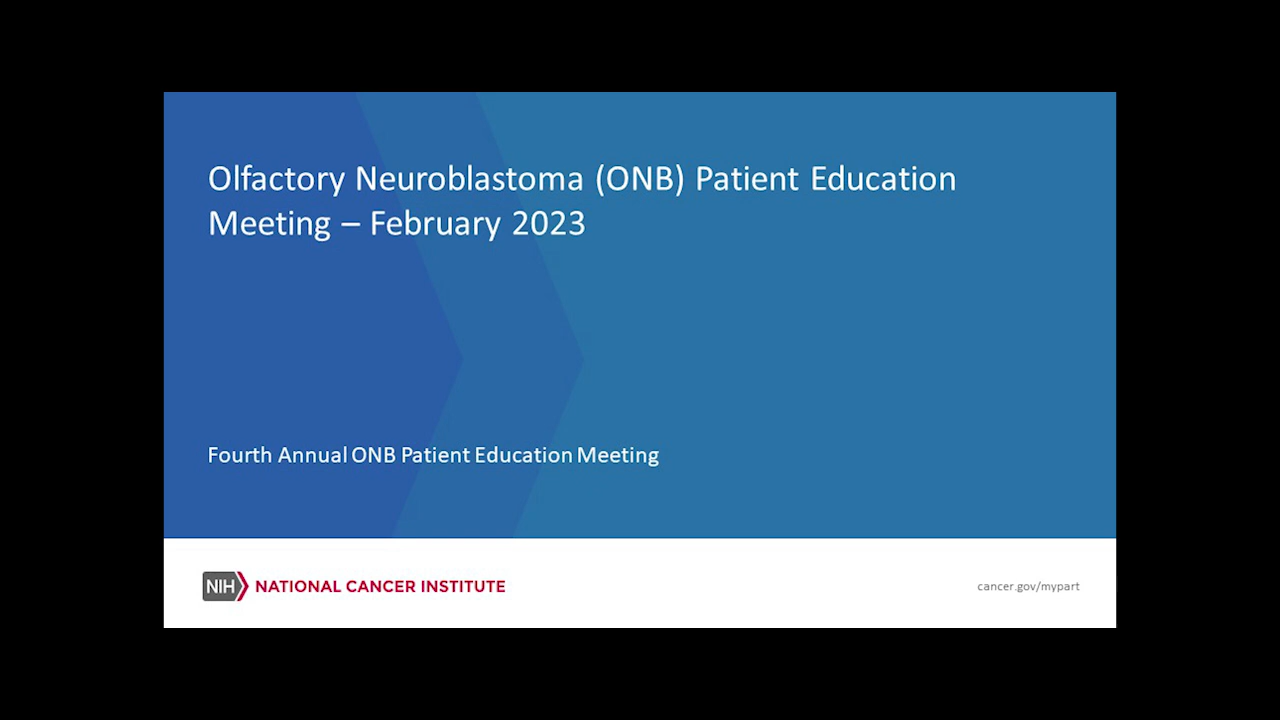 Olfactory Neuroblastoma (ONB) Patient Education
Meeting – February 2023
Fourth Annual ONB Patient Education Meeting
NIH NATIONAL CANCER INSTITUTE
cancer.gov/mypart